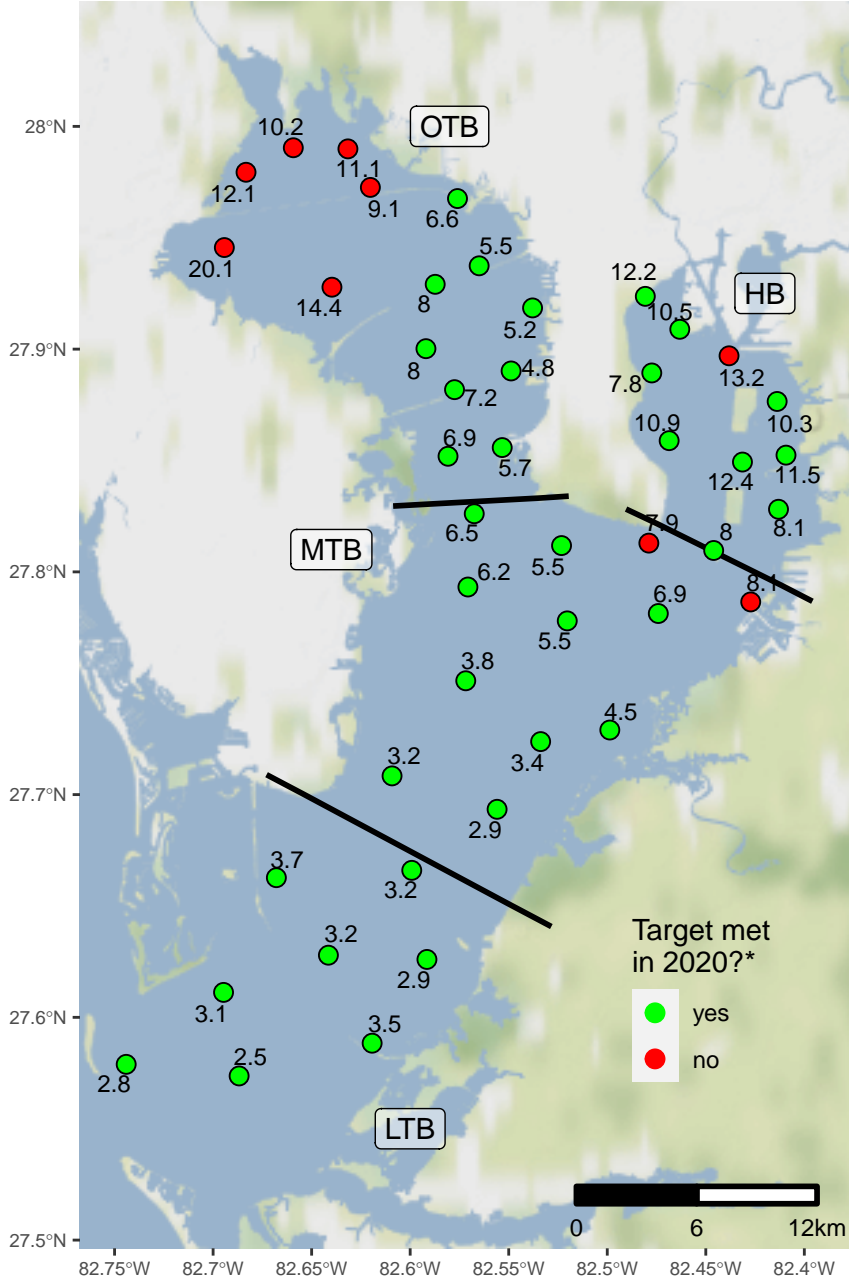 28°N
10.2
OTB
11.1
12.1
9.1
6.6
20.1
5.5
12.2
HB
14.4
8
5.2
10.5
27.9°N
8
4.8
7.8
13.2
7.2
10.3
6.9
5.7
10.9
12.4
11.5
6.5
7.9
8
8.1
MTB
5.5
27.8°N
6.2
6.9
8.1
5.5
3.8
4.5
3.2
3.4
27.7°N
2.9
3.7
3.2
3.2
2.9
Target met
in 2020?*
3.1
yes
27.6°N
3.5
no
2.8
2.5
LTB
0 6 12km
27.5°N
82.75°W 82.7°W 82.65°W 82.6°W 82.55°W 82.5°W 82.45°W 82.4°W